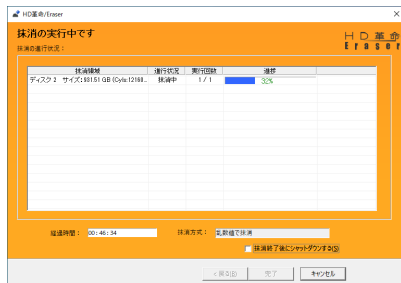 HD革命/Eraser
抹消の実行中です
HD革命
Eraser
抹消の進行状況：
抹消領域 進行状況 実行回数 進捗
ディスク 2 サイズ: 931.51 GB (Cyls:12160... 抹消中 1 / 1 32%
経過時間： 00:46:34 抹消方式： 乱数値で抹消
抹消終了後にシャットダウンする(S)
< 戻る(B) 完了 キャンセル